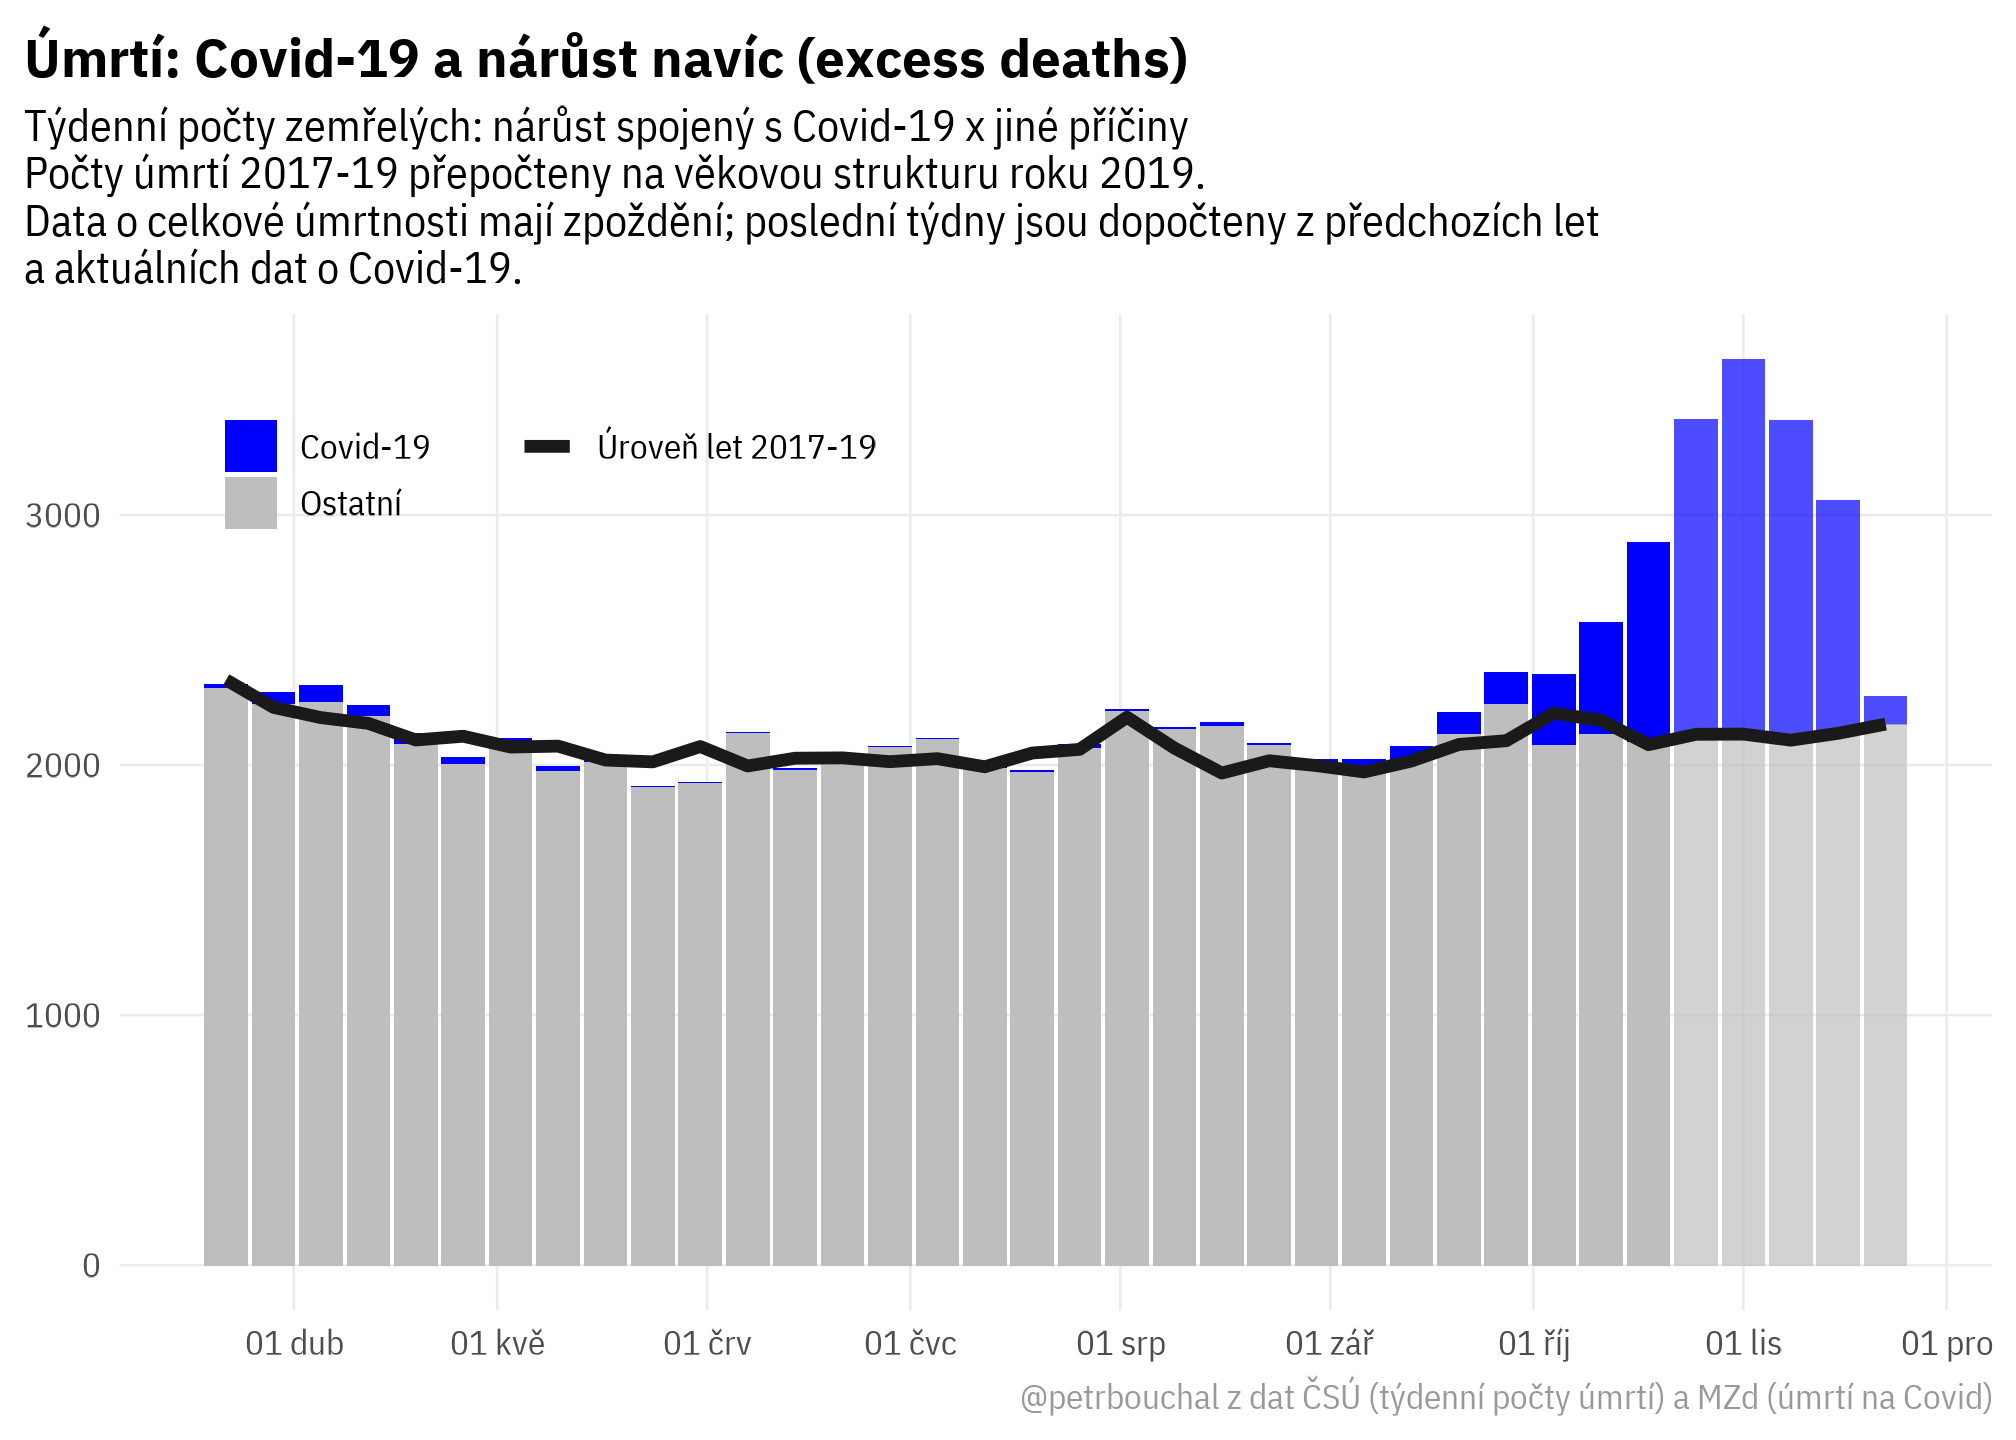 Úmrtí: Covid-19 a nárůst navíc (excess deaths)
Týdenní počty zemřelých: nárůst spojený s Covid-19 x jiné příčiny
Počty úmrtí 2017-19 přepočteny na věkovou strukturu roku 2019.
Data o celkové úmrtnosti mají zpoždění; poslední týdny jsou dopočteny z předchozích let
a aktuálních dat o Covid-19.
Covid-19
Úroveň let 2017-19
Ostatní
3000
2000
1000
0
01 dub 01 kvě 01 črv 01 čvc 01 srp 01 zář 01 říj 01 lis 01 pro
@petrbouchal z dat ČSÚ (týdenní počty úmrtí) a MZd (úmrtí na Covid)